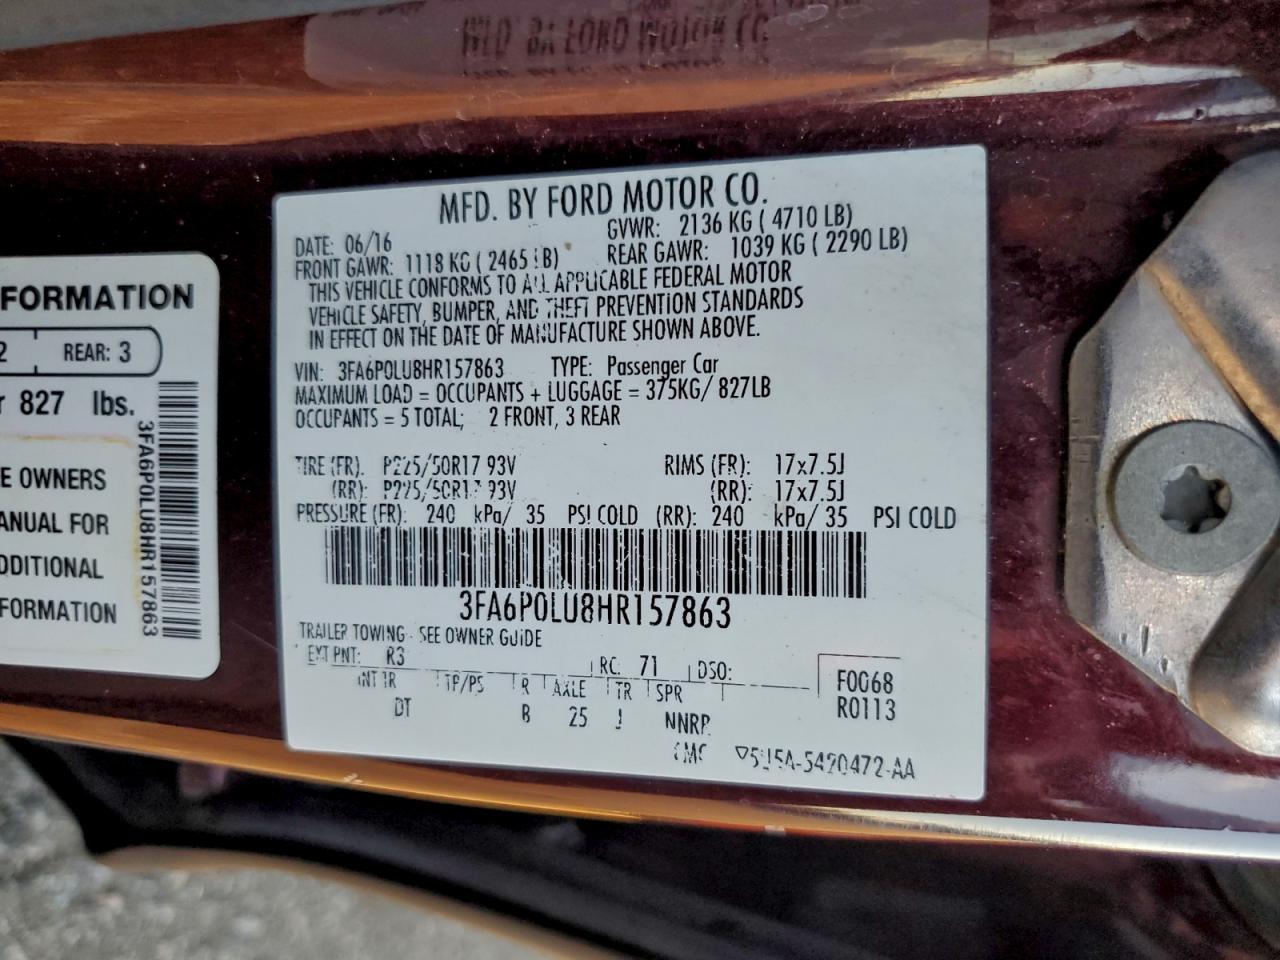 MFD. BY FORD MOTOR CO.
DATE: 06/16 GVWR: 2136 KG ( 4710 LB)
FRONT GAWR: 1118 KG ( 2465 LB) REAR GAWR: 1039 KG ( 2290 LB)
THIS VEHICLE CONFORMS TO ALL APPLICABLE FEDERAL MOTOR
VEHICLE SAFETY, BUMPER, AND THEFT PREVENTION STANDARDS
IN EFFECT ON THE DATE OF MANUFACTURE SHOWN ABOVE.
VIN: 3FA6P0LU8HR157863 TYPE: Passenger Car
MAXIMUM LOAD = OCCUPANTS + LUGGAGE = 375KG/ 827LB
OCCUPANTS = 5 TOTAL; 2 FRONT, 3 REAR
TIRE (FR): P225/50R17 93V RIMS (FR): 17x7.5J
(RR): P225/50R17 93V (RR): 17x7.5J
PRESSURE (FR): 240 kPa/ 35 PSI COLD (RR): 240 kPa/ 35 PSI COLD
3FA6P0LU8HR157863
TRAILER TOWING - SEE OWNER GUIDE
EXT PNT: R3 RC: 71 DSO: F0068
INT TR TP/PS R AXLE TR SPR R0113
DT B 25 J NNRR
5U5A-5420472-AA
FORMATION
2 REAR: 3
827 lbs.
3FA6P0LU8HR157863
E OWNERS
ANUAL FOR
DDITIONAL
FORMATION